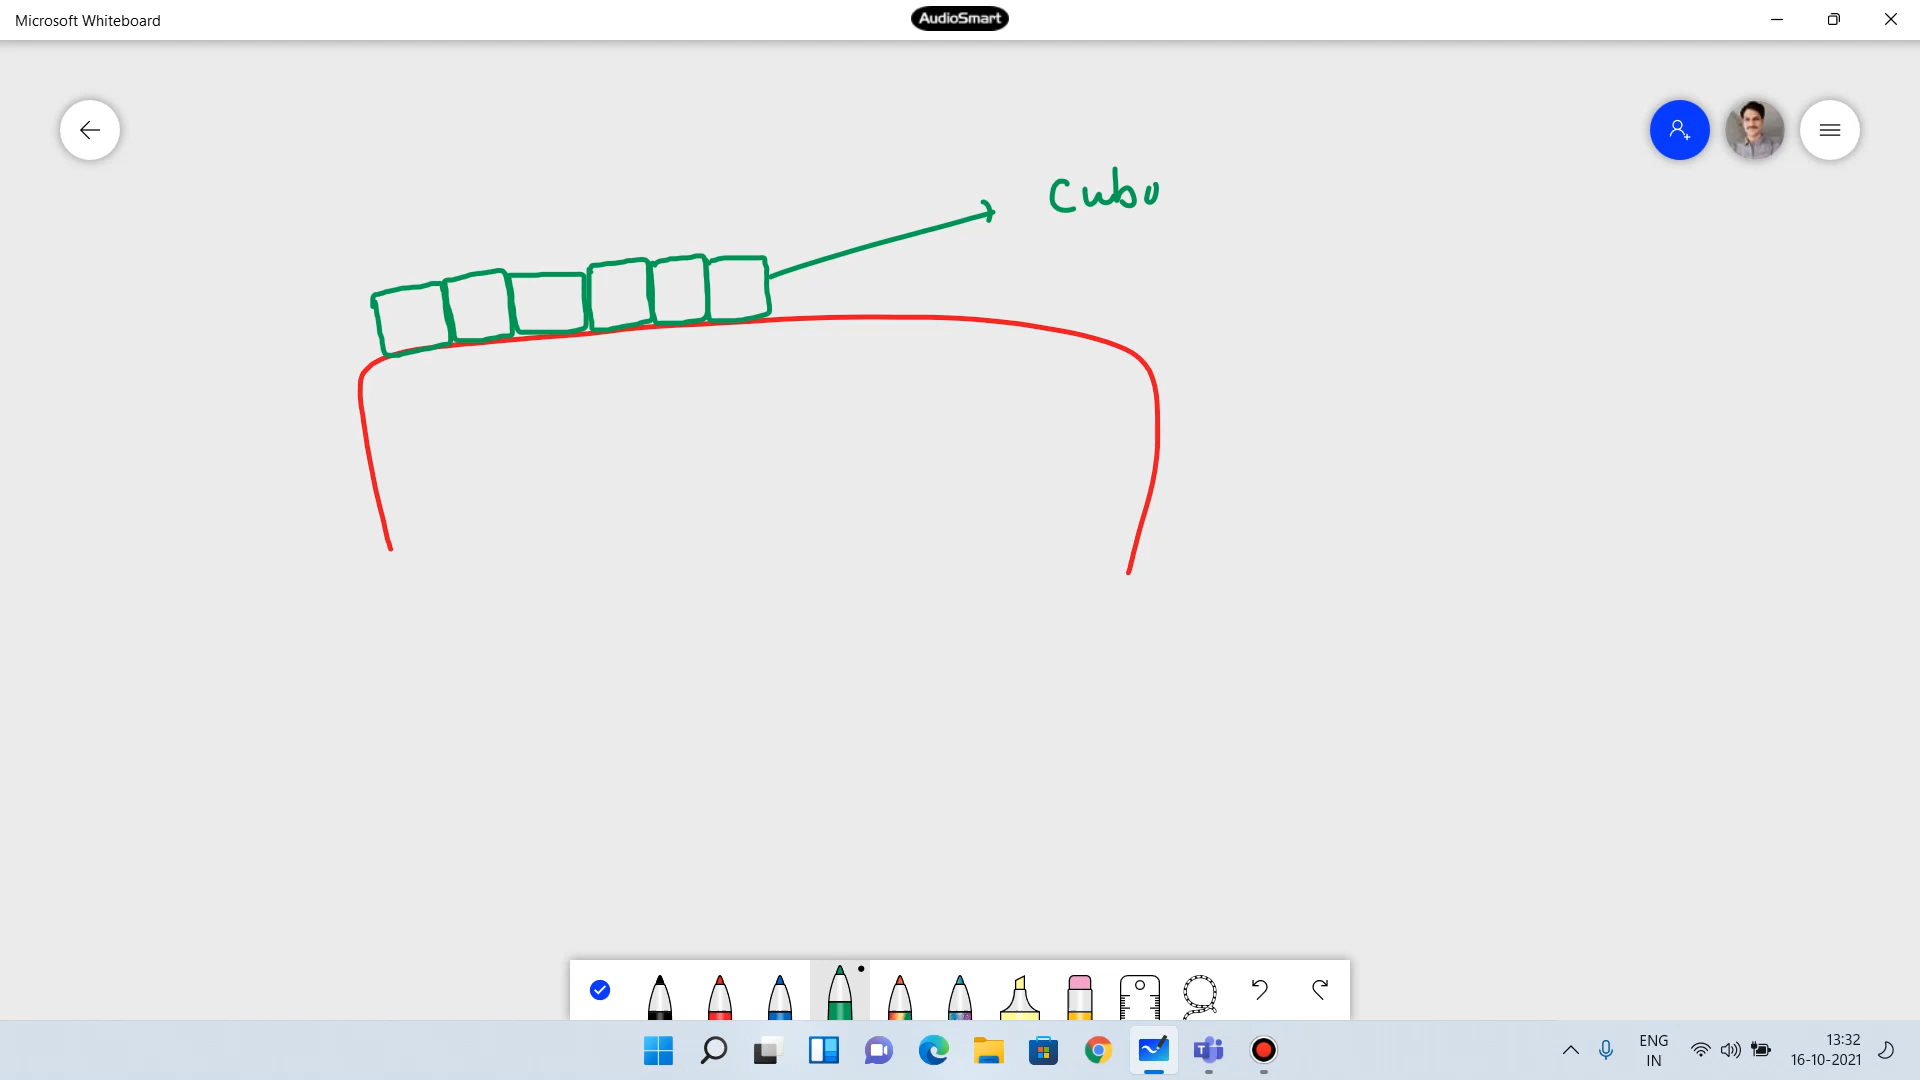 Microsoft Whiteboard
AudioSmart
Cubo
ENG
IN
13:32
16-10-2021